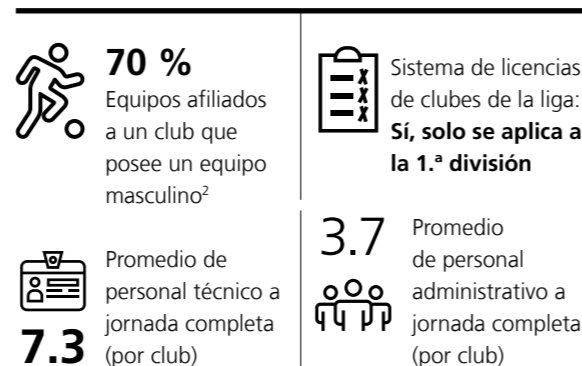 70 %
Equipos afiliados
a un club que
posee un equipo
masculino2
Sistema de licencias
de clubes de la liga:
Sí, solo se aplica a
la 1.ª división
Promedio de
personal técnico a
jornada completa
7.3 (por club)
3.7 Promedio
de personal
administrativo a
jornada completa
(por club)